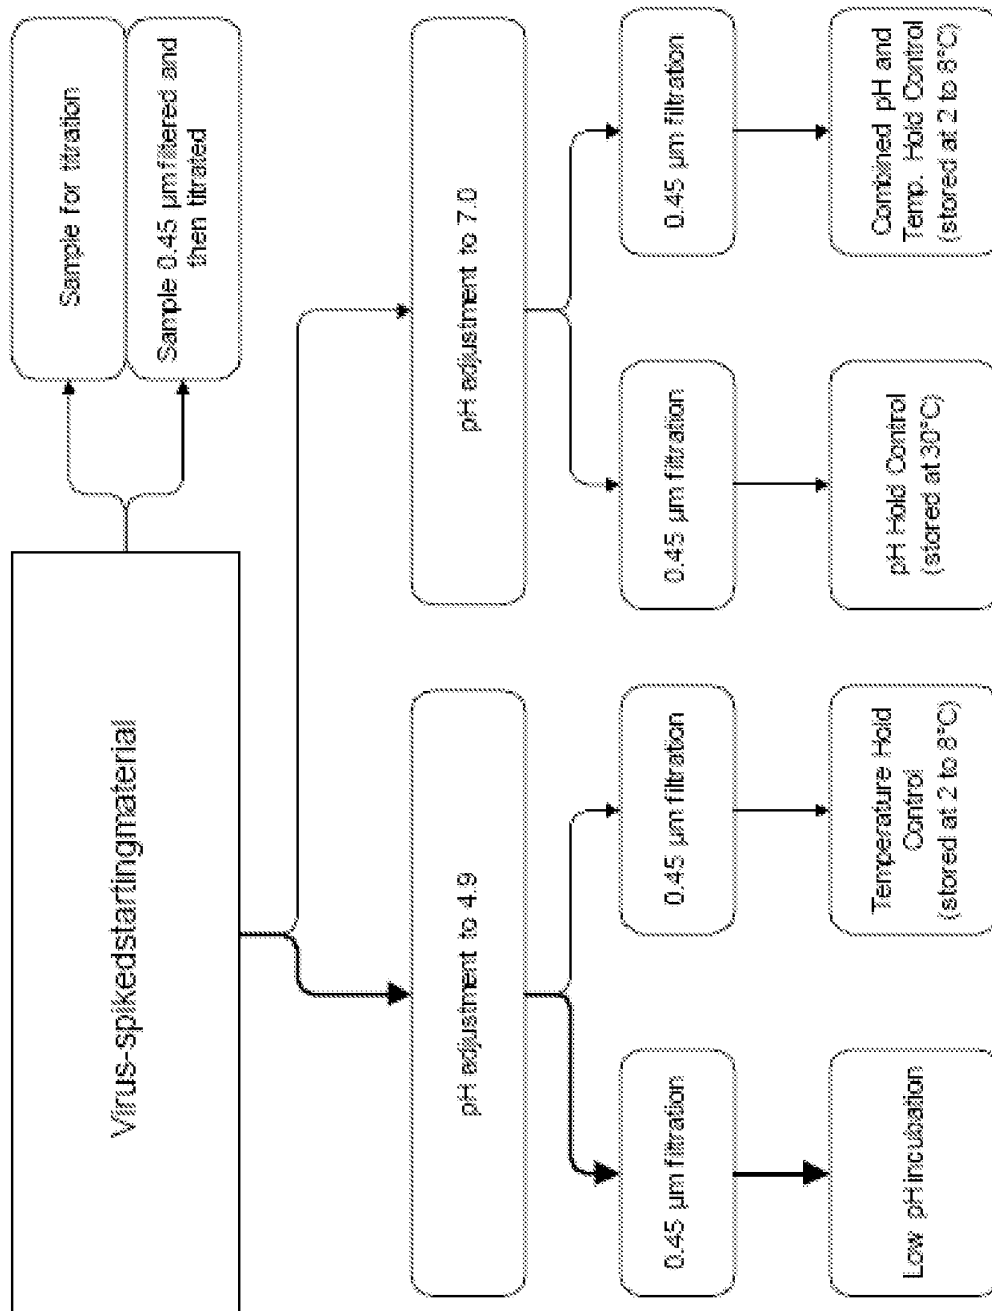 Virus-spikedstartingmaterial
Sample for titration
Sample 0.45 µm filtered and
then titrated
pH adjustment to 4.9
pH adjustment to 7.0
0.45 µm filtration
0.45 µm filtration
0.45 µm filtration
0.45 µm filtration
Low pH incubation
Temperature Hold
Control
(stored at 2 to 8°C)
pH Hold Control
(stored at 30°C)
Combined pH and
Temp. Hold Control
(stored at 2 to 8°C)